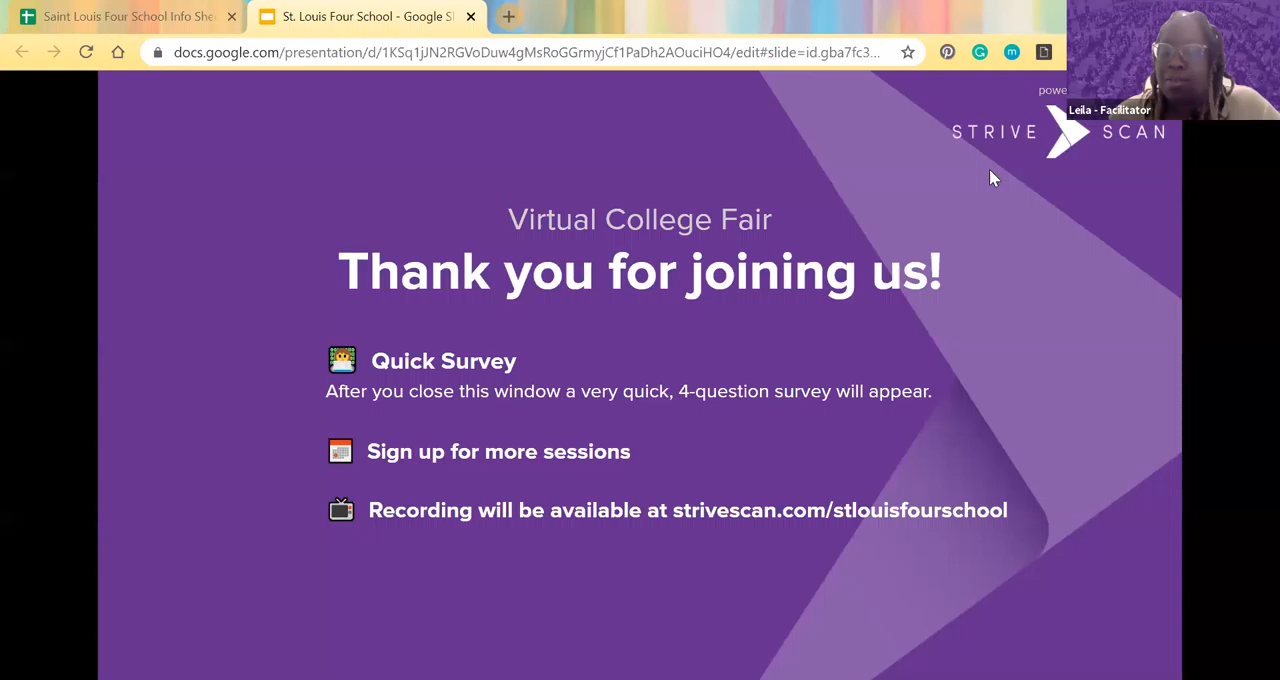 Saint Louis Four School Info She
St. Louis Four School - Google Sl
docs.google.com/presentation/d/1KSq1jJN2RGVoDuw4gMsRoGGrmyjCf1PaDh2AOuciHO4/edit#slide=id.gba7fc3...
powe
Leila - Facilitator
STRIVE SCAN
Virtual College Fair
Thank you for joining us!
Quick Survey
After you close this window a very quick, 4-question survey will appear.
Sign up for more sessions
Recording will be available at strivescan.com/stlouisfourschool